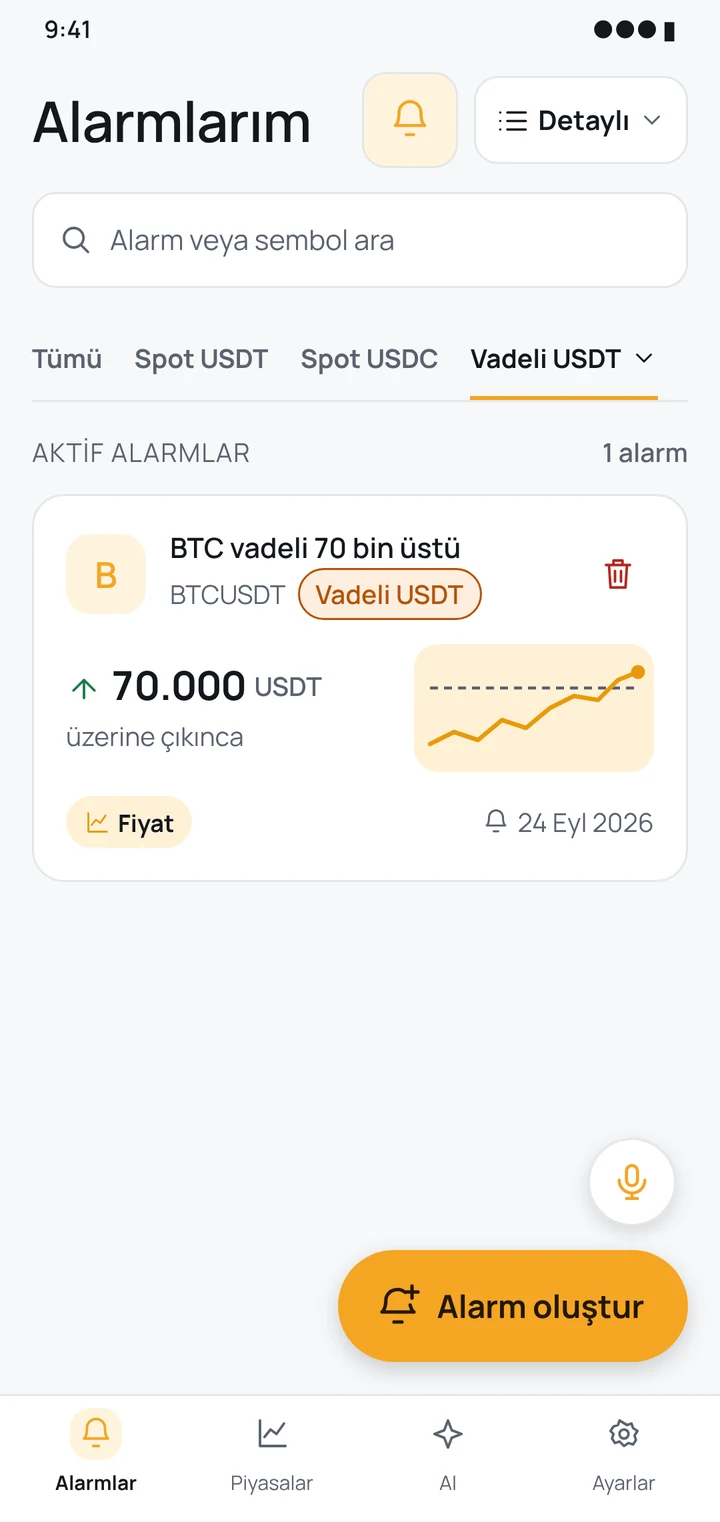 9:41
Alarmlarım
Detaylı
Alarm veya sembol ara
Tümü Spot USDT Spot USDC Vadeli USDT
AKTİF ALARMLAR 1 alarm
B
BTC vadeli 70 bin üstü
BTCUSDT Vadeli USDT
70.000 USDT
üzerine çıkınca
Fiyat 24 Eyl 2026
Alarm oluştur
Alarmlar Piyasalar AI Ayarlar